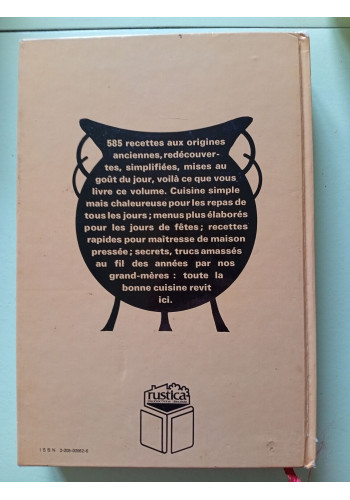 585 recettes aux origines
anciennes, redécouver-
tes, simplifiées, mises au
goût du jour, voilà ce que vous
livre ce volume. Cuisine simple
mais chaleureuse pour les repas de
tous les jours ; menus plus élaborés
pour les jours de fêtes ; recettes
rapides pour maîtresse de maison
pressée ; secrets, trucs amassés
au fil des années par nos
grand-mères : toute la
bonne cuisine revit
ici.
rustica
ISBN